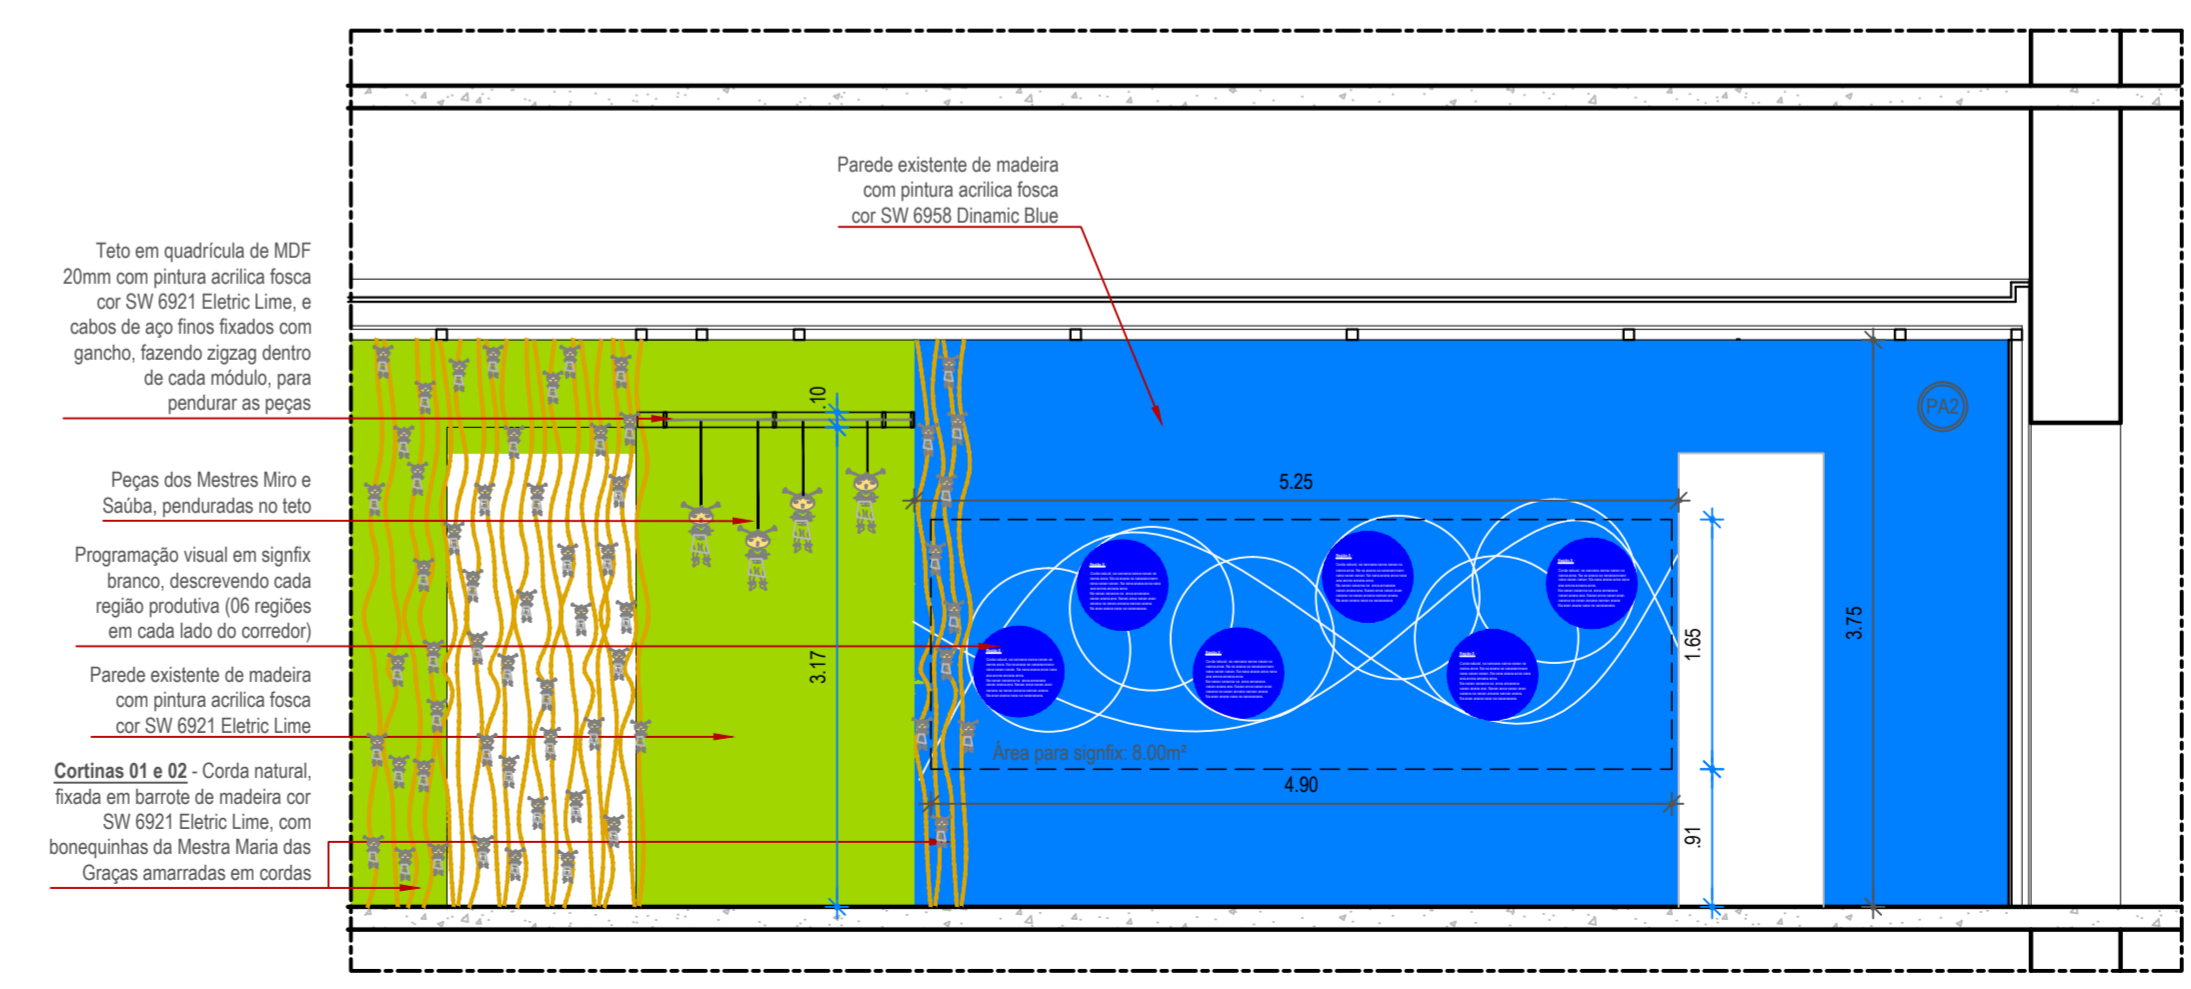 Parede existente de madeira
com pintura acrilica fosca
cor SW 6958 Dinamic Blue
Teto em quadrícula de MDF
20mm com pintura acrilica fosca
cor SW 6921 Eletric Lime, e
cabos de aço finos fixados com
gancho, fazendo zigzag dentro
de cada módulo, para
pendurar as peças
Peças dos Mestres Miro e
Saúba, penduradas no teto
Programação visual em signfix
branco, descrevendo cada
região produtiva (06 regiões
em cada lado do corredor)
Parede existente de madeira
com pintura acrilica fosca
cor SW 6921 Eletric Lime
Cortinas 01 e 02 - Corda natural,
fixada em barrote de madeira cor
SW 6921 Eletric Lime, com
bonequinhas da Mestra Maria das
Graças amarradas em cordas
.10
3.17
5.25
PA2
1.65
3.75
Área para signfix: 8.00m²
4.90
.91